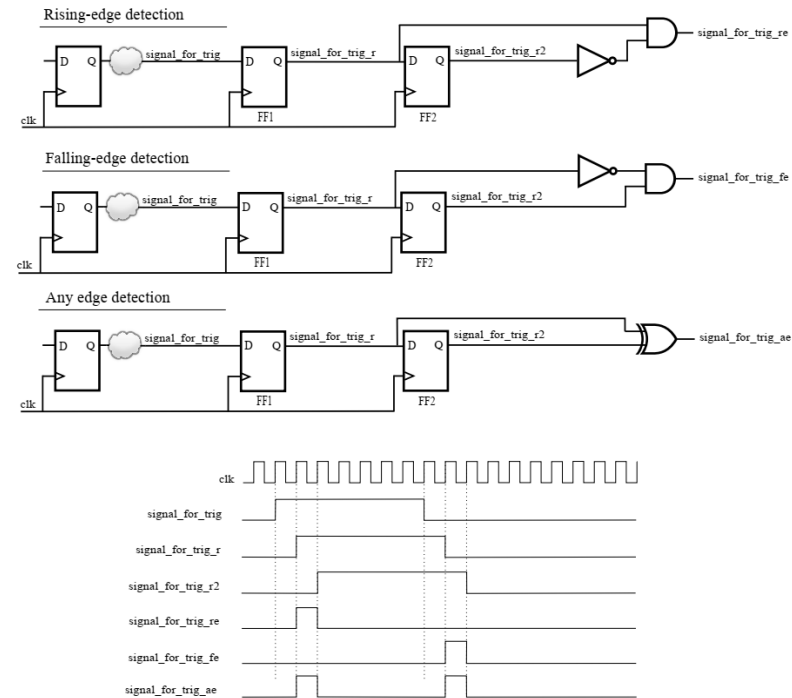 Rising-edge detection
signal_for_trig_re
D Q signal_for_trig D Q signal_for_trig_r D Q signal_for_trig_r2
FF1 FF2
clk
Falling-edge detection
signal_for_trig_fe
D Q signal_for_trig D Q signal_for_trig_r D Q signal_for_trig_r2
FF1 FF2
clk
Any edge detection
signal_for_trig_ae
D Q signal_for_trig D Q signal_for_trig_r D Q signal_for_trig_r2
FF1 FF2
clk
clk
signal_for_trig
signal_for_trig_r
signal_for_trig_r2
signal_for_trig_re
signal_for_trig_fe
signal_for_trig_ae